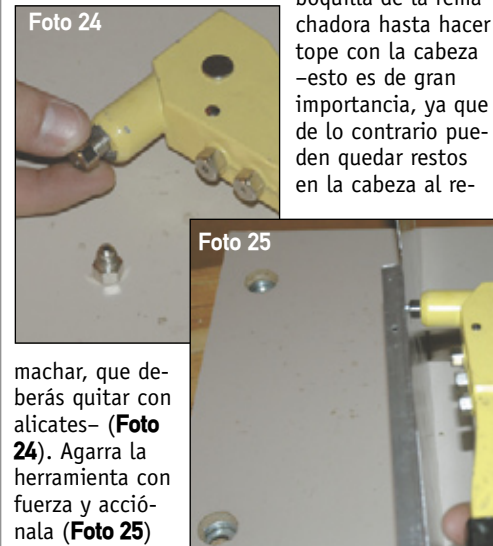 Foto 24
boquilla de la rema-
chadora hasta hacer
tope con la cabeza
–esto es de gran
importancia, ya que
de lo contrario pue-
den quedar restos
en la cabeza al re-
Foto 25
machar, que de-
berás quitar con
alicates– (Foto
24). Agarra la
herramienta con
fuerza y acció-
nala (Foto 25)